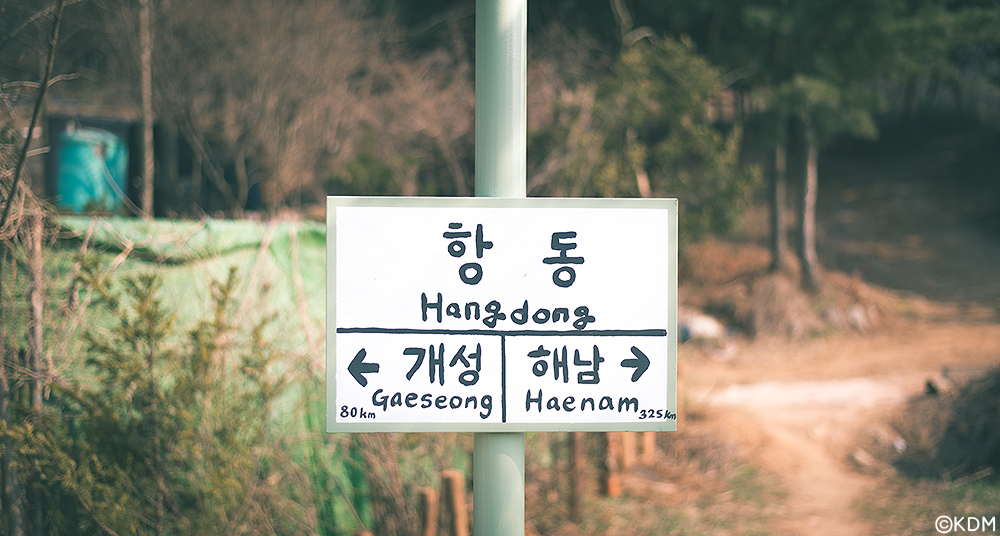 항 동
Hangdong
← 개성 해남 →
Gaeseong Haenam
80km 325km
©KDM